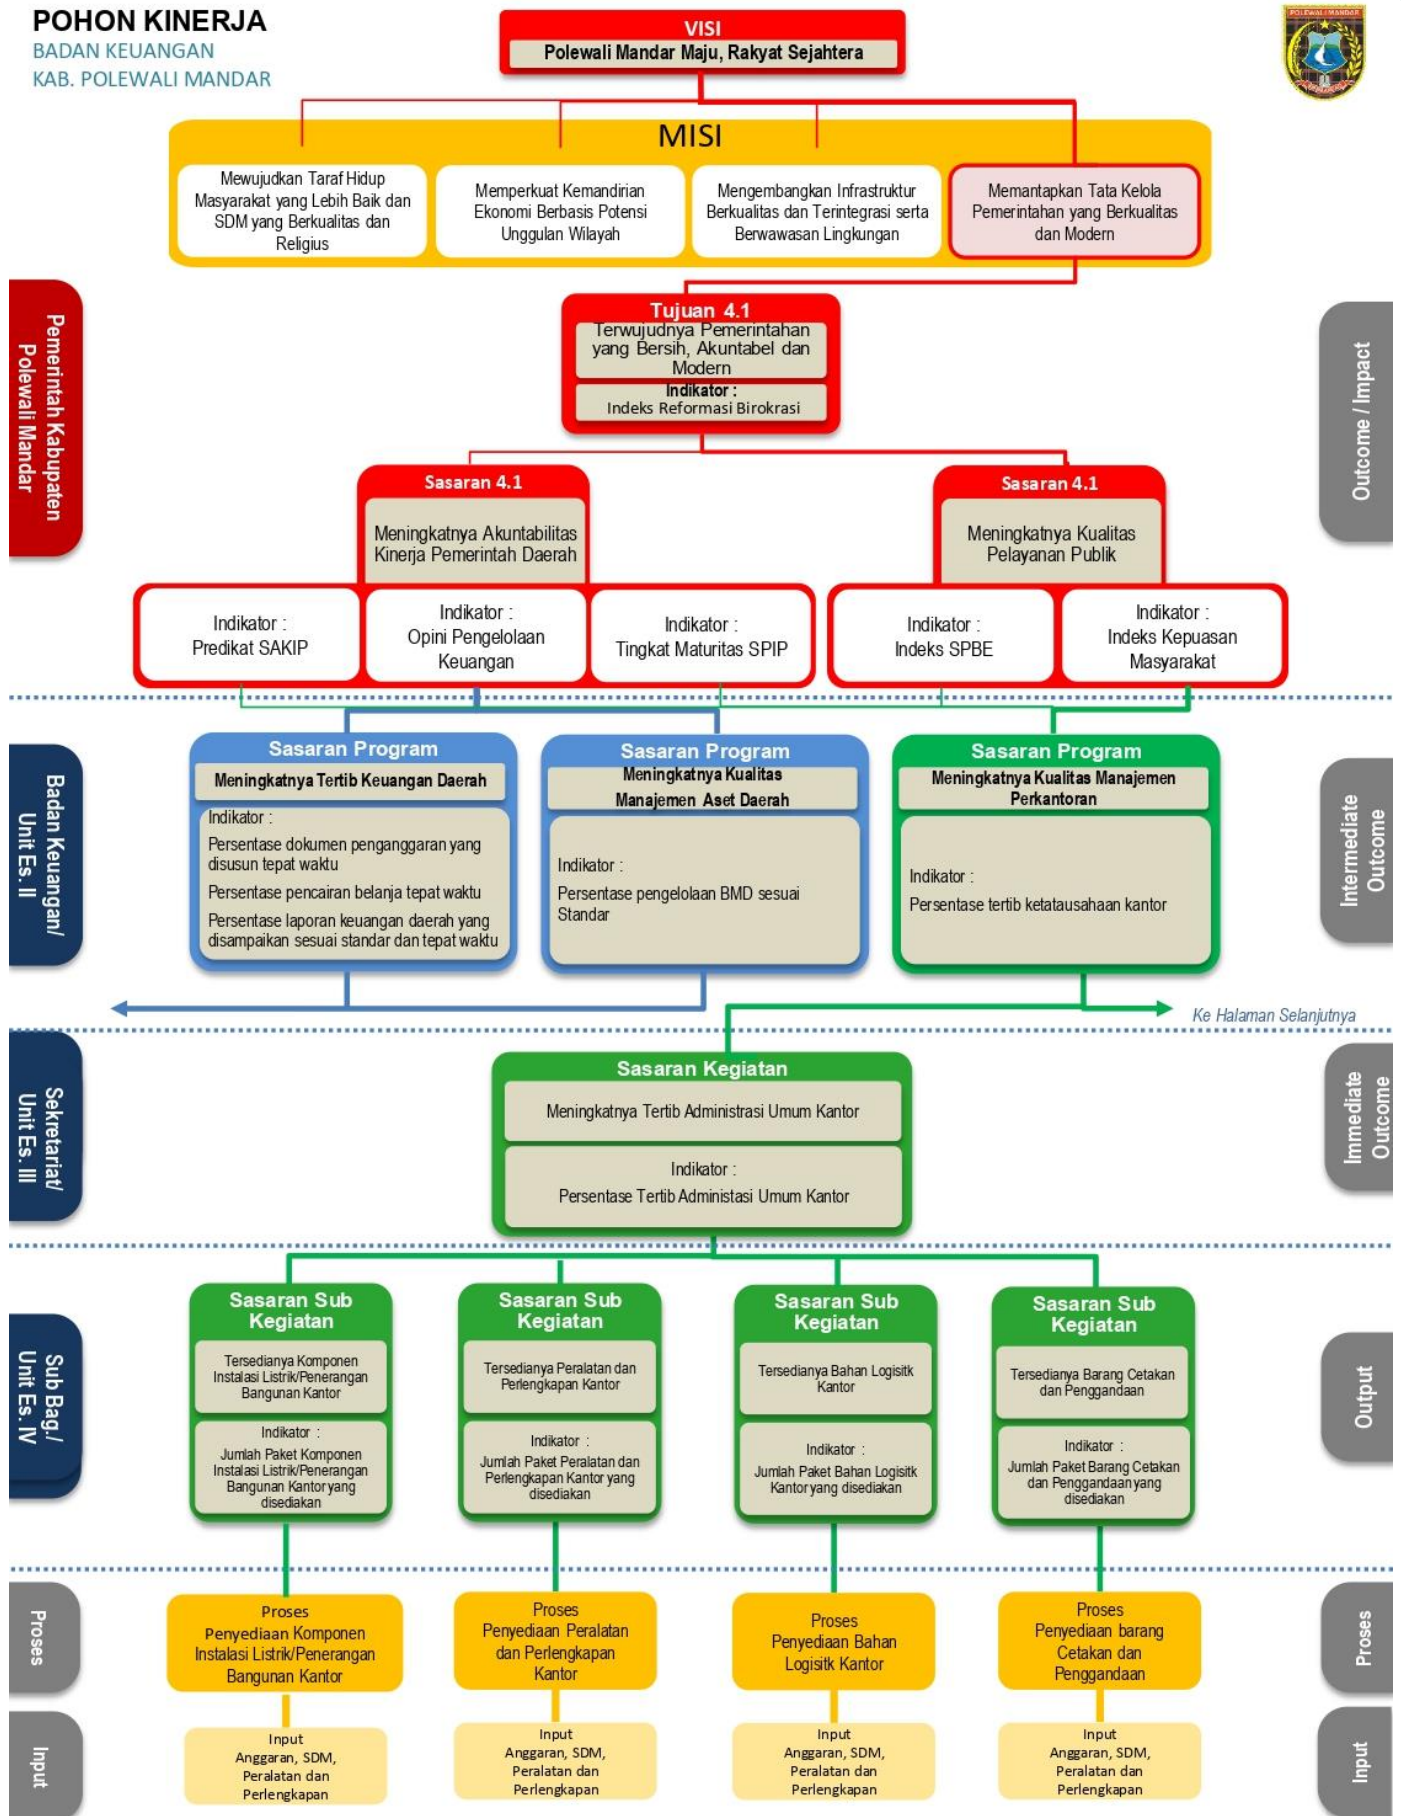 POHON KINERJA
BADAN KEUANGAN
KAB. POLEWALI MANDAR
VISI
Polewali Mandar Maju, Rakyat Sejahtera
POLEWALI MANDAR
MISI
Mewujudkan Taraf Hidup
Masyarakat yang Lebih Baik dan
SDM yang Berkualitas dan
Religius
Memperkuat Kemandirian
Ekonomi Berbasis Potensi
Unggulan Wilayah
Mengembangkan Infrastruktur
Berkualitas dan Terintegrasi serta
Berwawasan Lingkungan
Memantapkan Tata Kelola
Pemerintahan yang Berkualitas
dan Modern
Pemerintah Kabupaten
Polewali Mandar
Outcome / Impact
Tujuan 4.1
Terwujudnya Pemerintahan
yang Bersih, Akuntabel dan
Modern
Indikator :
Indeks Reformasi Birokrasi
Sasaran 4.1
Meningkatnya Akuntabilitas
Kinerja Pemerintah Daerah
Sasaran 4.1
Meningkatnya Kualitas
Pelayanan Publik
Indikator :
Predikat SAKIP
Indikator :
Opini Pengelolaan
Keuangan
Indikator :
Tingkat Maturitas SPIP
Indikator :
Indeks SPBE
Indikator :
Indeks Kepuasan
Masyarakat
Badan Keuangan/
Unit Es. II
Intermediate
Outcome
Sasaran Program
Meningkatnya Tertib Keuangan Daerah
Indikator :
Persentase dokumen penganggaran yang
disusun tepat waktu
Persentase pencairan belanja tepat waktu
Persentase laporan keuangan daerah yang
disampaikan sesuai standar dan tepat waktu
Sasaran Program
Meningkatnya Kualitas
Manajemen Aset Daerah
Indikator :
Persentase pengelolaan BMD sesuai
Standar
Sasaran Program
Meningkatnya Kualitas Manajemen
Perkantoran
Indikator :
Persentase tertib ketatausahaan kantor
Ke Halaman Selanjutnya
Sekretariat/
Unit Es. III
Immediate
Outcome
Sasaran Kegiatan
Meningkatnya Tertib Administrasi Umum Kantor
Indikator :
Persentase Tertib Administasi Umum Kantor
Sub Bag./
Unit Es. IV
Output
Sasaran Sub
Kegiatan
Tersedianya Komponen
Instalasi Listrik/Penerangan
Bangunan Kantor
Indikator :
Jumlah Paket Komponen
Instalasi Listrik/Penerangan
Bangunan Kantor yang
disediakan
Sasaran Sub
Kegiatan
Tersedianya Peralatan dan
Perlengkapan Kantor
Indikator :
Jumlah Paket Peralatan dan
Perlengkapan Kantor yang
disediakan
Sasaran Sub
Kegiatan
Tersedianya Bahan Logisitk
Kantor
Indikator :
Jumlah Paket Bahan Logisitk
Kantor yang disediakan
Sasaran Sub
Kegiatan
Tersedianya Barang Cetakan
dan Penggandaan
Indikator :
Jumlah Paket Barang Cetakan
dan Penggandaan yang
disediakan
Proses
Proses
Proses
Penyediaan Komponen
Instalasi Listrik/Penerangan
Bangunan Kantor
Proses
Penyediaan Peralatan
dan Perlengkapan
Kantor
Proses
Penyediaan Bahan
Logisitk Kantor
Proses
Penyediaan barang
Cetakan dan
Penggandaan
Input
Input
Input
Anggaran, SDM,
Peralatan dan
Perlengkapan
Input
Anggaran, SDM,
Peralatan dan
Perlengkapan
Input
Anggaran, SDM,
Peralatan dan
Perlengkapan
Input
Anggaran, SDM,
Peralatan dan
Perlengkapan